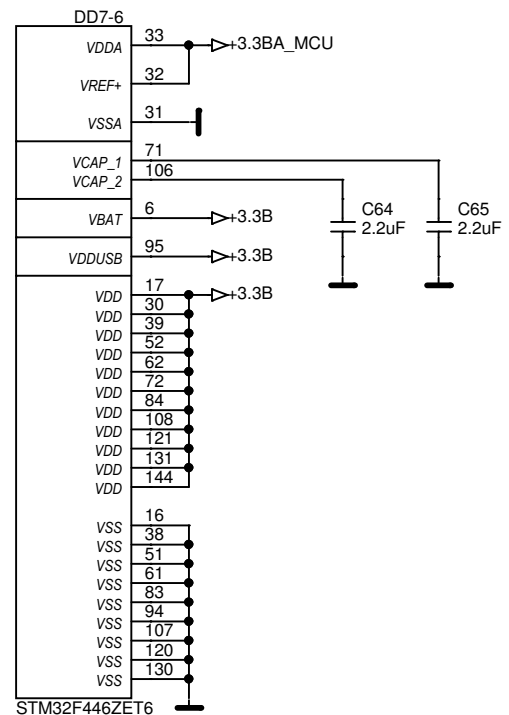 DD7-6
VDDA 33 +3.3BA_MCU
VREF+ 32
VSSA 31
VCAP_1 71
VCAP_2 106
C64 C65
2.2uF 2.2uF
VBAT 6 +3.3B
VDDUSB 95 +3.3B
VDD 17 +3.3B
VDD 30
VDD 39
VDD 52
VDD 62
VDD 72
VDD 84
VDD 108
VDD 121
VDD 131
VDD 144
VSS 16
VSS 38
VSS 51
VSS 61
VSS 83
VSS 94
VSS 107
VSS 120
VSS 130
STM32F446ZET6